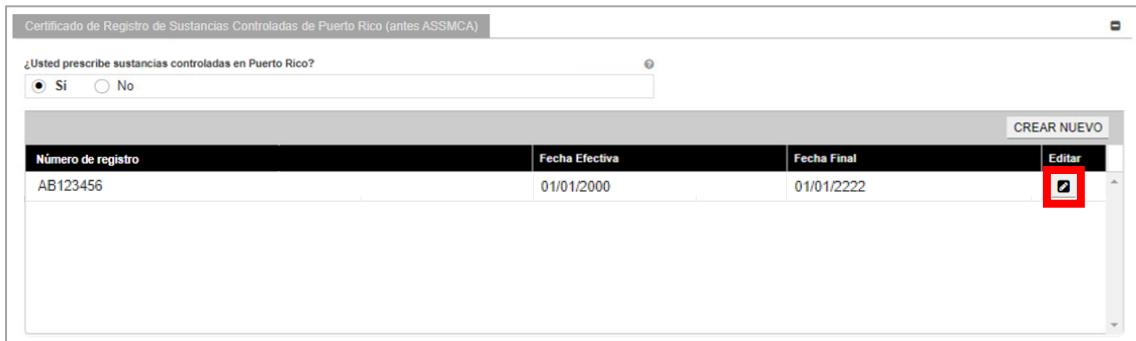 Certificado de Registro de Sustancias Controladas de Puerto Rico (antes ASSMCA)
¿Usted prescribe sustancias controladas en Puerto Rico?
Sí No
CREAR NUEVO
Número de registro Fecha Efectiva Fecha Final Editar
AB123456 01/01/2000 01/01/2222